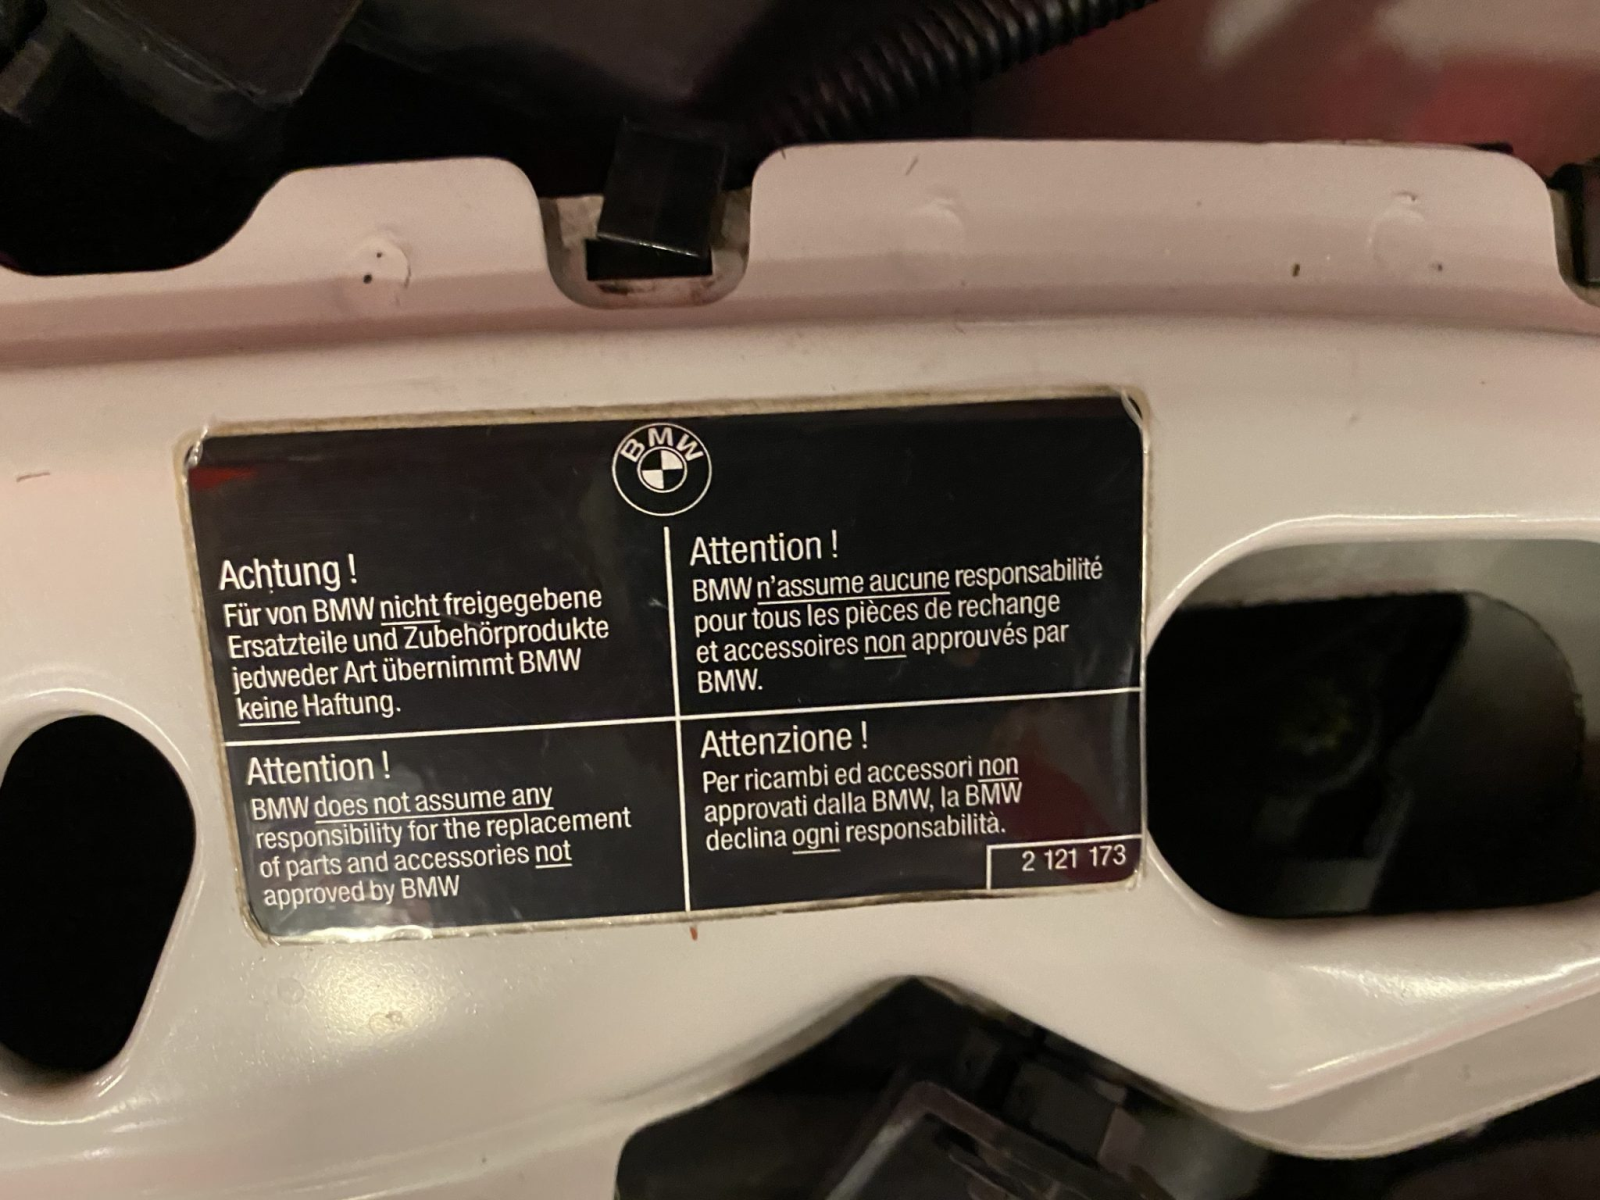 BMW
Achtung !
Für von BMW nicht freigegebene
Ersatzteile und Zubehörprodukte
jedweder Art übernimmt BMW
keine Haftung.
Attention !
BMW n'assume aucune responsabilité
pour tous les pièces de rechange
et accessoires non approuvés par
BMW.
Attention !
BMW does not assume any
responsibility for the replacement
of parts and accessories not
approved by BMW
Attenzione !
Per ricambi ed accessori non
approvati dalla BMW, la BMW
declina ogni responsabilità.
2 121 173